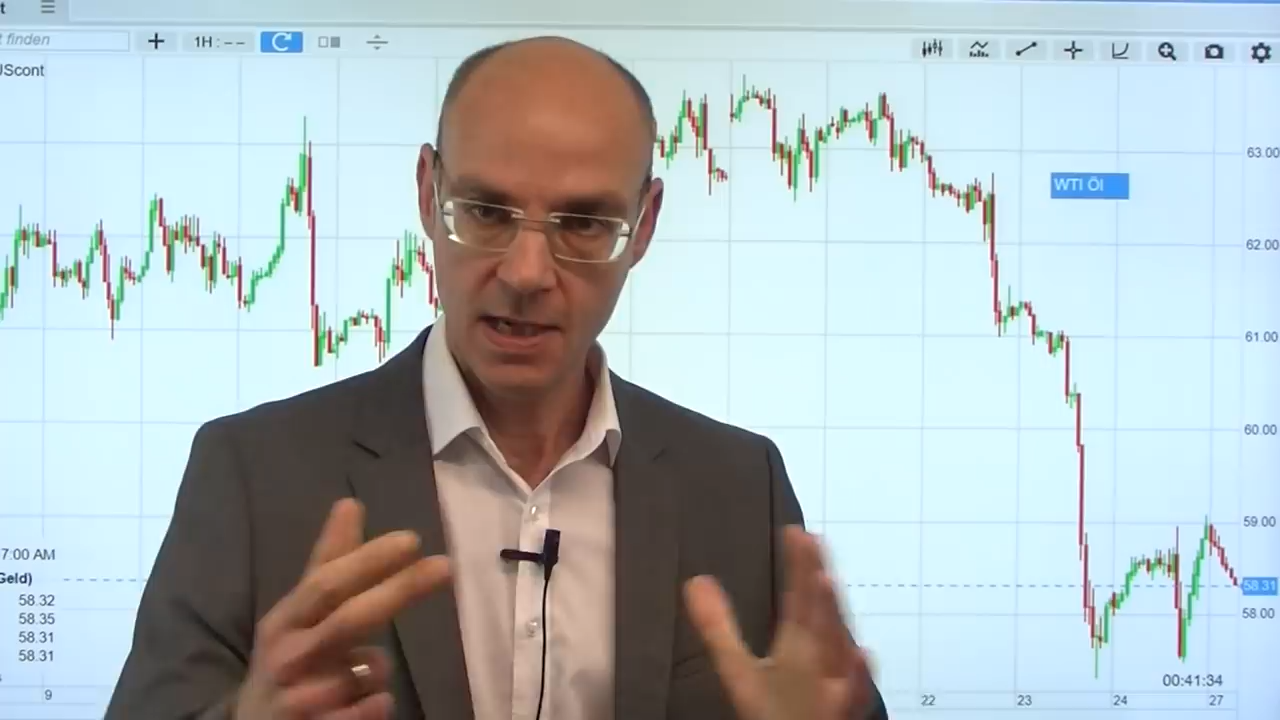 t
t finden
1H : – –
UScont
63.00
WTI Öl
62.00
61.00
60.00
59.00
7:00 AM
Geld)
58.31
58.32
58.00
58.35
58.31
58.31
00:41:34
9
22
23
24
27